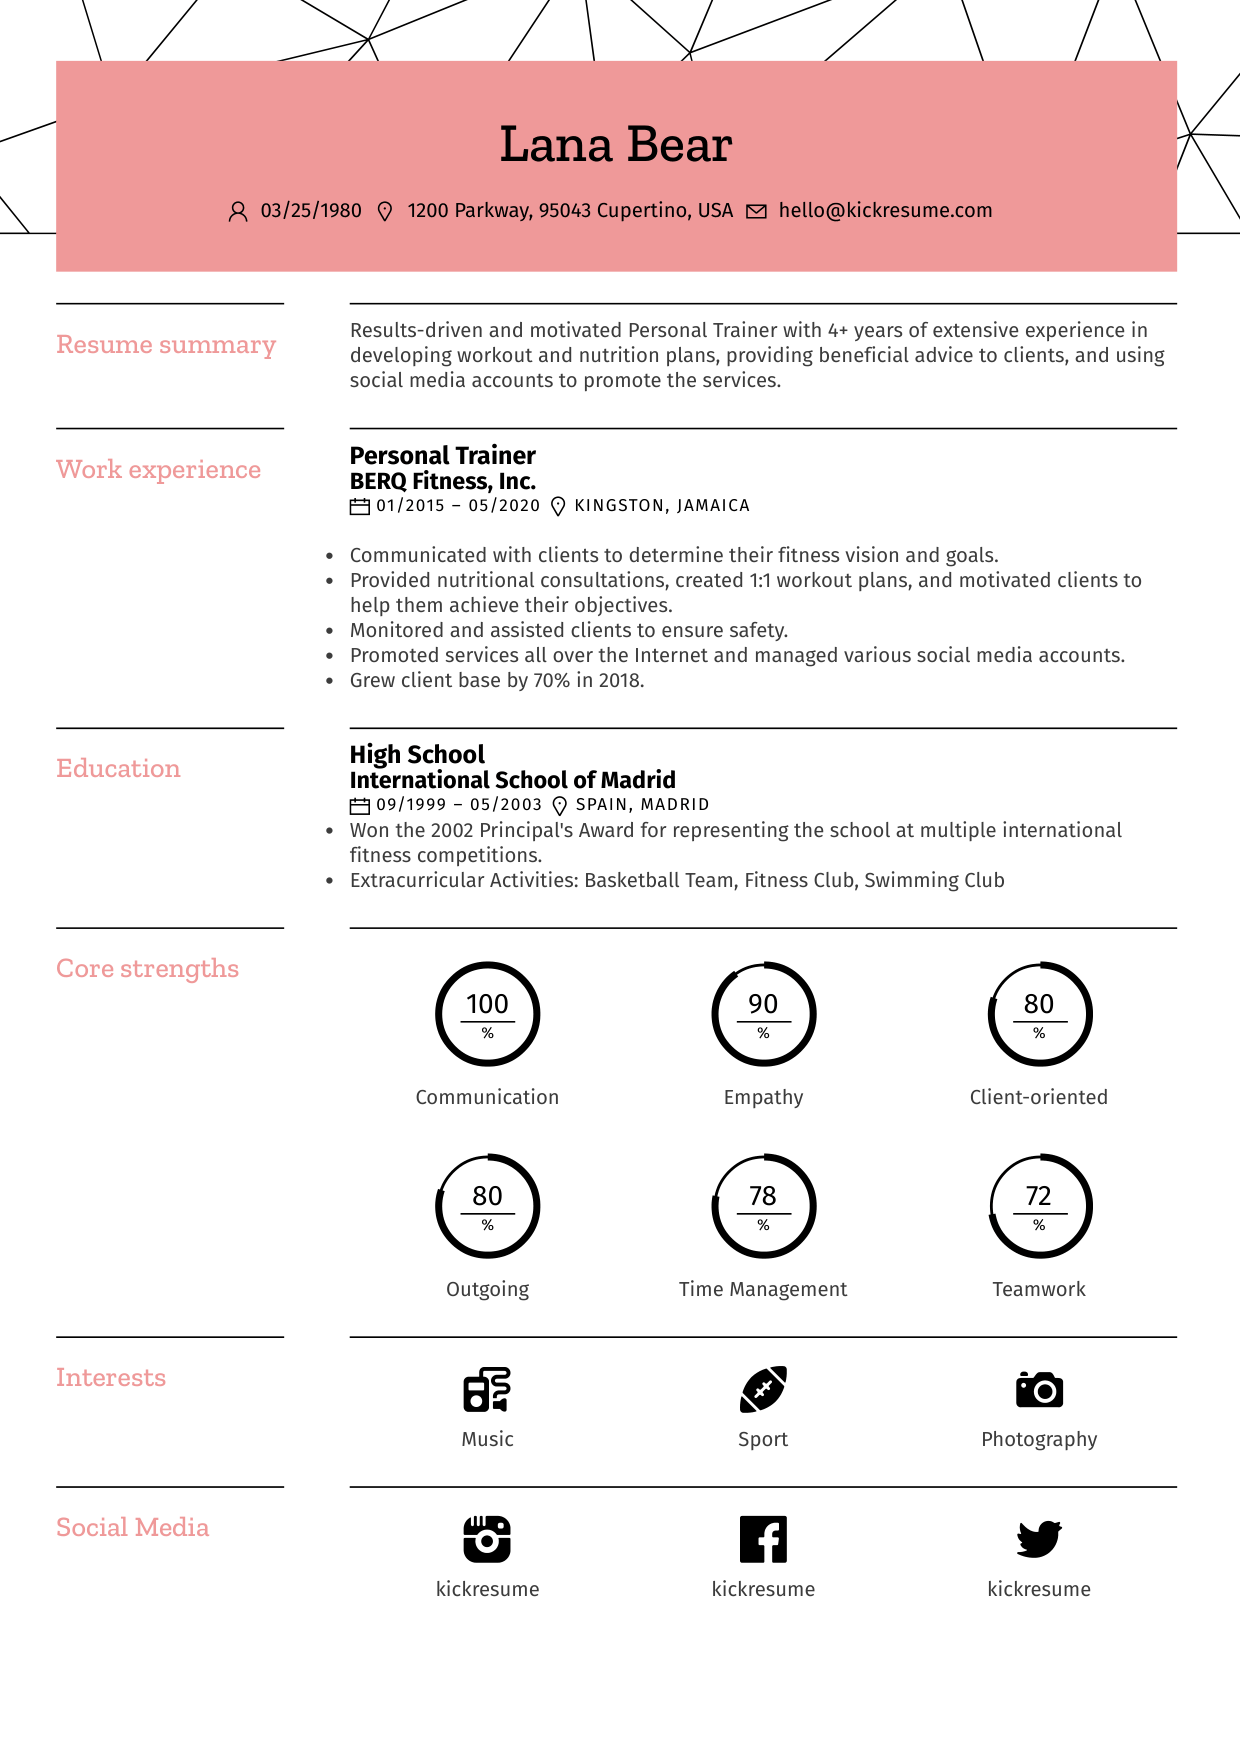 Lana Bear
03/25/1980 1200 Parkway, 95043 Cupertino, USA hello@kickresume.com
Resume summary
Results-driven and motivated Personal Trainer with 4+ years of extensive experience in
developing workout and nutrition plans, providing beneficial advice to clients, and using
social media accounts to promote the services.
Work experience
Personal Trainer
BERQ Fitness, Inc.
01/2015 – 05/2020 KINGSTON, JAMAICA
• Communicated with clients to determine their fitness vision and goals.
• Provided nutritional consultations, created 1:1 workout plans, and motivated clients to
help them achieve their objectives.
• Monitored and assisted clients to ensure safety.
• Promoted services all over the Internet and managed various social media accounts.
• Grew client base by 70% in 2018.
Education
High School
International School of Madrid
09/1999 – 05/2003 SPAIN, MADRID
• Won the 2002 Principal's Award for representing the school at multiple international
fitness competitions.
• Extracurricular Activities: Basketball Team, Fitness Club, Swimming Club
Core strengths
100 90 80
% % %
Communication Empathy Client-oriented
80 78 72
% % %
Outgoing Time Management Teamwork
Interests
Music Sport Photography
Social Media
kickresume kickresume kickresume